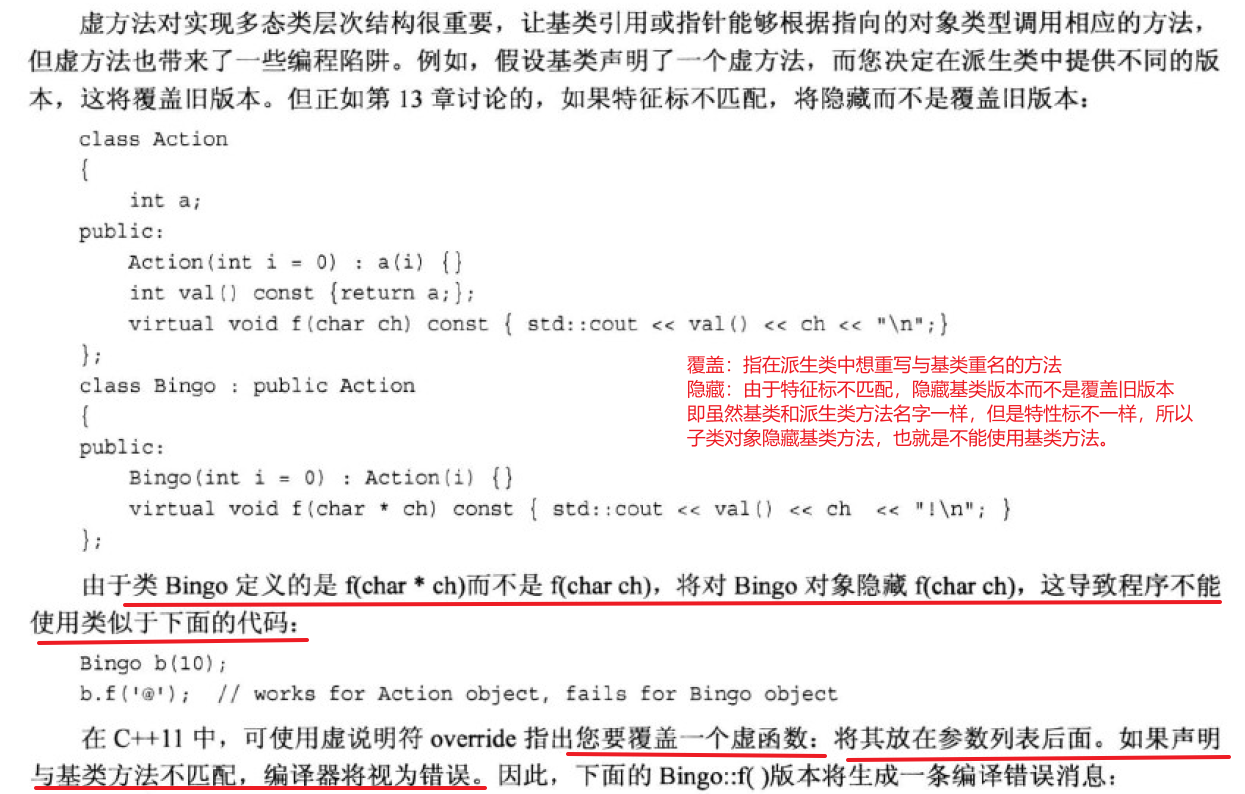 虚方法对实现多态类层次结构很重要，让基类引用或指针能够根据指向的对象类型调用相应的方法，
但虚方法也带来了一些编程陷阱。例如，假设基类声明了一个虚方法，而您决定在派生类中提供不同的版
本，这将覆盖旧版本。但正如第 13 章讨论的，如果特征标不匹配，将隐藏而不是覆盖旧版本：
class Action
{
int a;
public:
Action(int i = 0) : a(i) {}
int val() const {return a;};
virtual void f(char ch) const { std::cout << val() << ch << "\n";}
};
覆盖：指在派生类中想重写与基类重名的方法
class Bingo : public Action
隐藏：由于特征标不匹配，隐藏基类版本而不是覆盖旧版本
{
即虽然基类和派生类方法名字一样，但是特性标不一样，所以
子类对象隐藏基类方法，也就是不能使用基类方法。
public:
Bingo(int i = 0) : Action(i) {}
virtual void f(char * ch) const { std::cout << val() << ch << "!\n"; }
};
由于类 Bingo 定义的是 f(char * ch)而不是 f(char ch)，将对 Bingo 对象隐藏 f(char ch)，这导致程序不能
使用类似于下面的代码：
Bingo b(10);
b.f('@'); // works for Action object, fails for Bingo object
在 C++11 中，可使用虚说明符 override 指出您要覆盖一个虚函数：将其放在参数列表后面。如果声明
与基类方法不匹配，编译器将视为错误。因此，下面的 Bingo::f( )版本将生成一条编译错误消息：